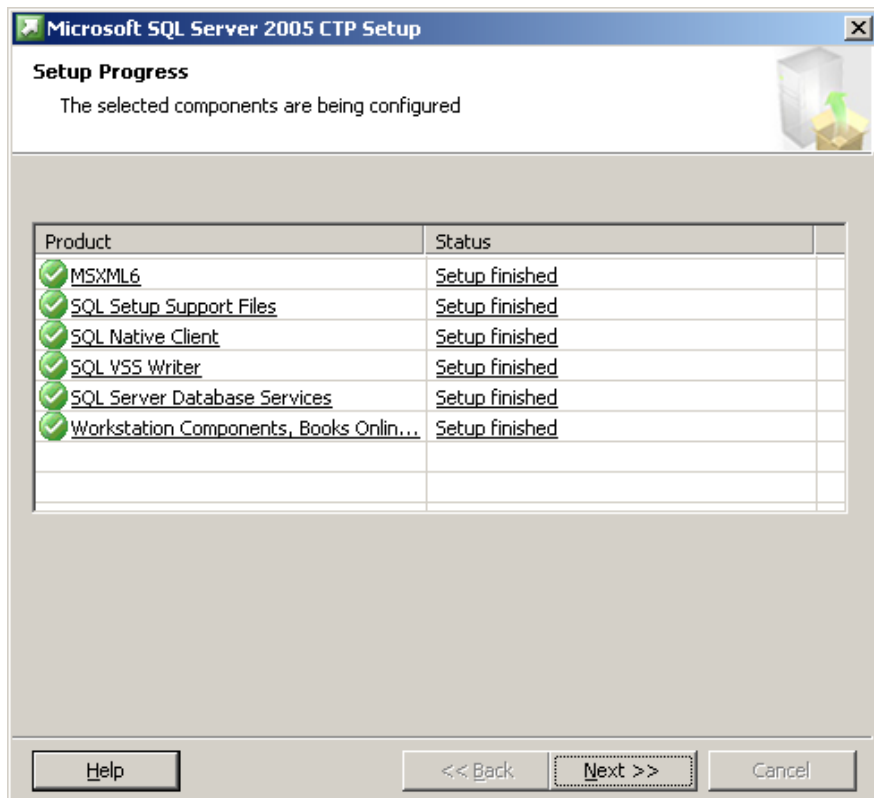 Microsoft SQL Server 2005 CTP Setup
Setup Progress
The selected components are being configured
Product Status
MSXML6 Setup finished
SQL Setup Support Files Setup finished
SQL Native Client Setup finished
SQL VSS Writer Setup finished
SQL Server Database Services Setup finished
Workstation Components, Books Onlin... Setup finished
Help << Back Next >> Cancel